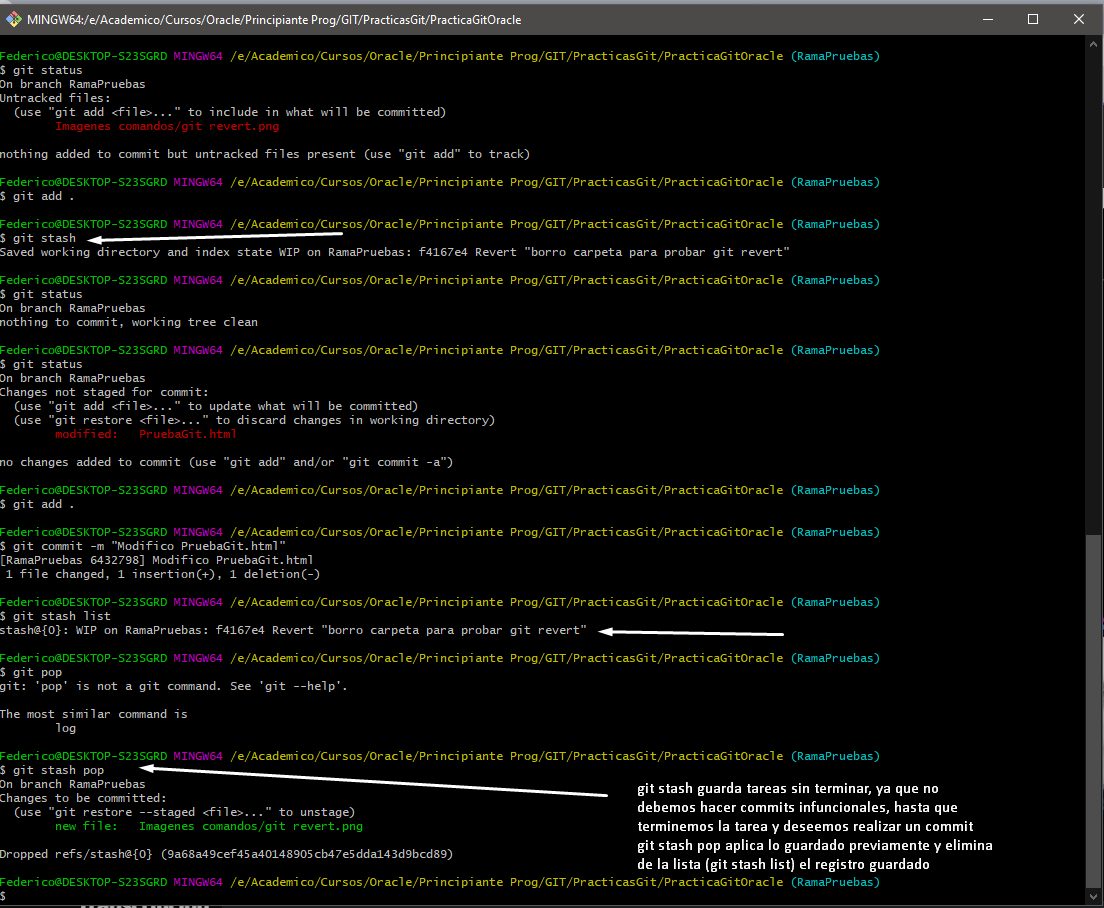 MINGW64:/e/Academico/Cursos/Oracle/Principiante Prog/GIT/PracticasGit/PracticaGitOracle
Federico@DESKTOP-S23SGRD MINGW64 /e/Academico/Cursos/Oracle/Principiante Prog/GIT/PracticasGit/PracticaGitOracle (RamaPruebas)
$ git status
On branch RamaPruebas
Untracked files:
(use "git add <file>..." to include in what will be committed)
Imagenes comandos/git revert.png
nothing added to commit but untracked files present (use "git add" to track)
Federico@DESKTOP-S23SGRD MINGW64 /e/Academico/Cursos/Oracle/Principiante Prog/GIT/PracticasGit/PracticaGitOracle (RamaPruebas)
$ git add .
Federico@DESKTOP-S23SGRD MINGW64 /e/Academico/Cursos/Oracle/Principiante Prog/GIT/PracticasGit/PracticaGitOracle (RamaPruebas)
$ git stash
Saved working directory and index state WIP on RamaPruebas: f4167e4 Revert "borro carpeta para probar git revert"
Federico@DESKTOP-S23SGRD MINGW64 /e/Academico/Cursos/Oracle/Principiante Prog/GIT/PracticasGit/PracticaGitOracle (RamaPruebas)
$ git status
On branch RamaPruebas
nothing to commit, working tree clean
Federico@DESKTOP-S23SGRD MINGW64 /e/Academico/Cursos/Oracle/Principiante Prog/GIT/PracticasGit/PracticaGitOracle (RamaPruebas)
$ git status
On branch RamaPruebas
Changes not staged for commit:
(use "git add <file>..." to update what will be committed)
(use "git restore <file>..." to discard changes in working directory)
modified: PruebaGit.html
no changes added to commit (use "git add" and/or "git commit -a")
Federico@DESKTOP-S23SGRD MINGW64 /e/Academico/Cursos/Oracle/Principiante Prog/GIT/PracticasGit/PracticaGitOracle (RamaPruebas)
$ git add .
Federico@DESKTOP-S23SGRD MINGW64 /e/Academico/Cursos/Oracle/Principiante Prog/GIT/PracticasGit/PracticaGitOracle (RamaPruebas)
$ git commit -m "Modifico PruebaGit.html"
[RamaPruebas 6432798] Modifico PruebaGit.html
1 file changed, 1 insertion(+), 1 deletion(-)
Federico@DESKTOP-S23SGRD MINGW64 /e/Academico/Cursos/Oracle/Principiante Prog/GIT/PracticasGit/PracticaGitOracle (RamaPruebas)
$ git stash list
stash@{0}: WIP on RamaPruebas: f4167e4 Revert "borro carpeta para probar git revert"
Federico@DESKTOP-S23SGRD MINGW64 /e/Academico/Cursos/Oracle/Principiante Prog/GIT/PracticasGit/PracticaGitOracle (RamaPruebas)
$ git pop
git: 'pop' is not a git command. See 'git --help'.
The most similar command is
log
Federico@DESKTOP-S23SGRD MINGW64 /e/Academico/Cursos/Oracle/Principiante Prog/GIT/PracticasGit/PracticaGitOracle (RamaPruebas)
$ git stash pop
On branch RamaPruebas
Changes to be committed:
(use "git restore --staged <file>..." to unstage)
new file: Imagenes comandos/git revert.png
Dropped refs/stash@{0} (9a68a49cef45a40148905cb47e5dda143d9bcd89)
git stash guarda tareas sin terminar, ya que no
debemos hacer commits infuncionales, hasta que
terminemos la tarea y deseemos realizar un commit
git stash pop aplica lo guardado previamente y elimina
de la lista (git stash list) el registro guardado
Federico@DESKTOP-S23SGRD MINGW64 /e/Academico/Cursos/Oracle/Principiante Prog/GIT/PracticasGit/PracticaGitOracle (RamaPruebas)
$